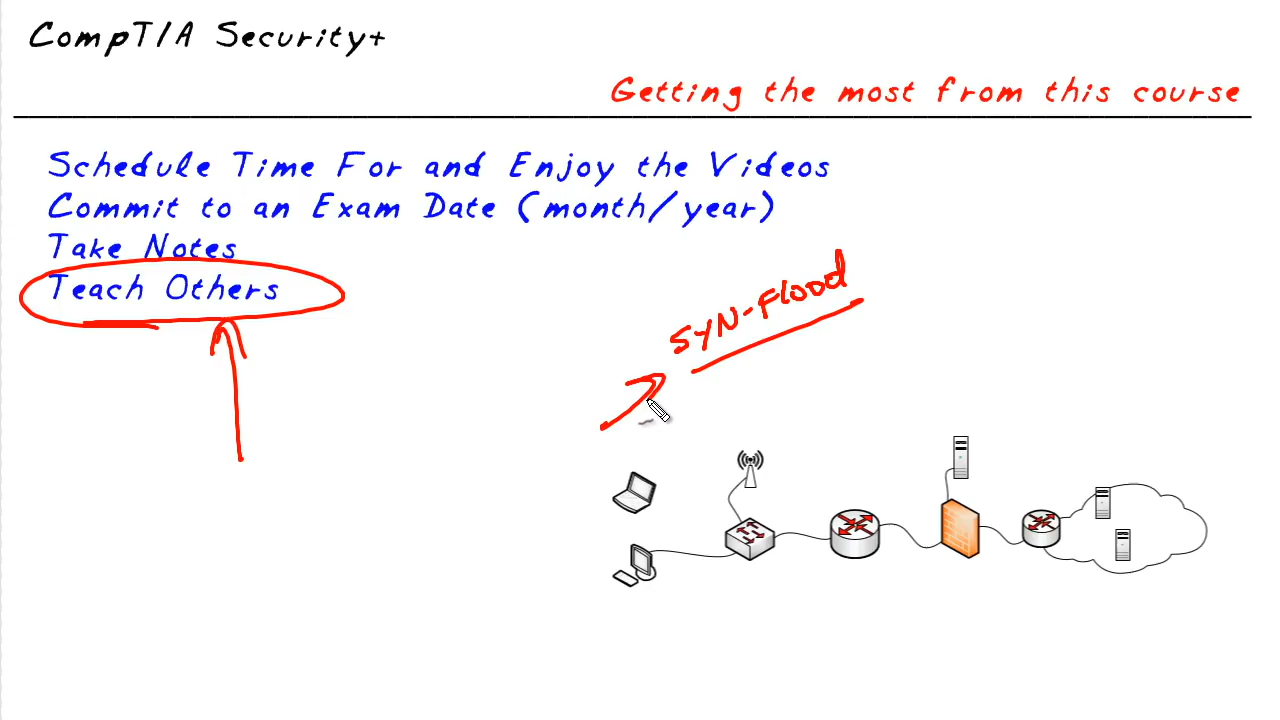 CompTIA Security+
Getting the most from this course
Schedule Time For and Enjoy the Videos
Commit to an Exam Date (month/year)
Take Notes
Teach Others
SYN-Flood